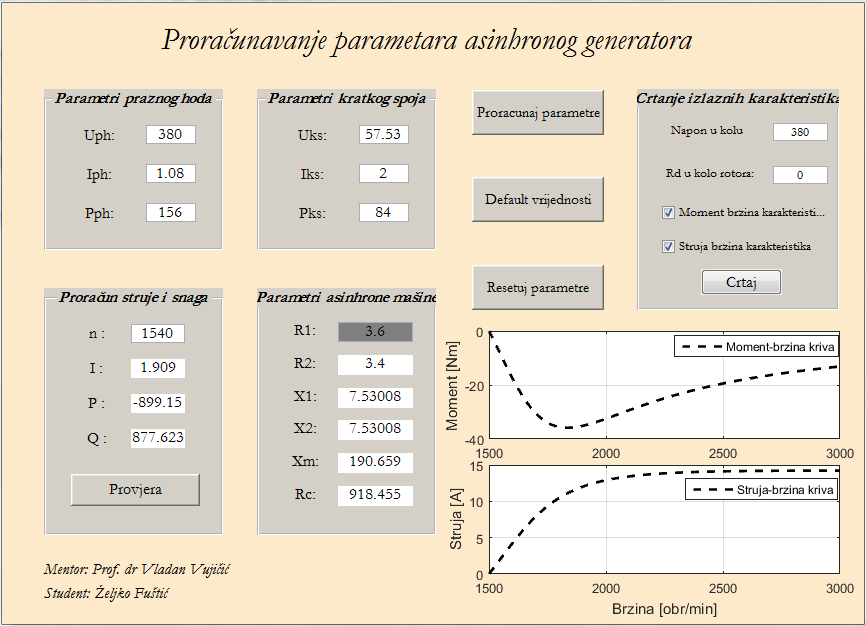 Proračunavanje parametara asinhronog generatora
Parametri praznog hoda
Uph: 380
Iph: 1.08
Pph: 156
Parametri kratkog spoja
Uks: 57.53
Iks: 2
Pks: 84
Proracunaj parametre
Default vrijednosti
Resetuj parametre
Crtanje izlaznih karakteristika
Napon u kolu 380
Rd u kolo rotora: 0
Moment brzina karakteristi...
Struja brzina karakteristika
Crtaj
Proračun struje i snaga
n : 1540
I : 1.909
P : -899.15
Q : 877.623
Provjera
Parametri asinhrone mašine
R1: 3.6
R2: 3.4
X1: 7.53008
X2: 7.53008
Xm: 190.659
Rc: 918.455
Moment [Nm]
0
-20
-40
Moment-brzina kriva
1500 2000 2500 3000
Struja [A]
15
10
5
0
Struja-brzina kriva
1500 2000 2500 3000
Brzina [obr/min]
Mentor: Prof. dr Vladan Vujičić
Student: Željko Fuštić